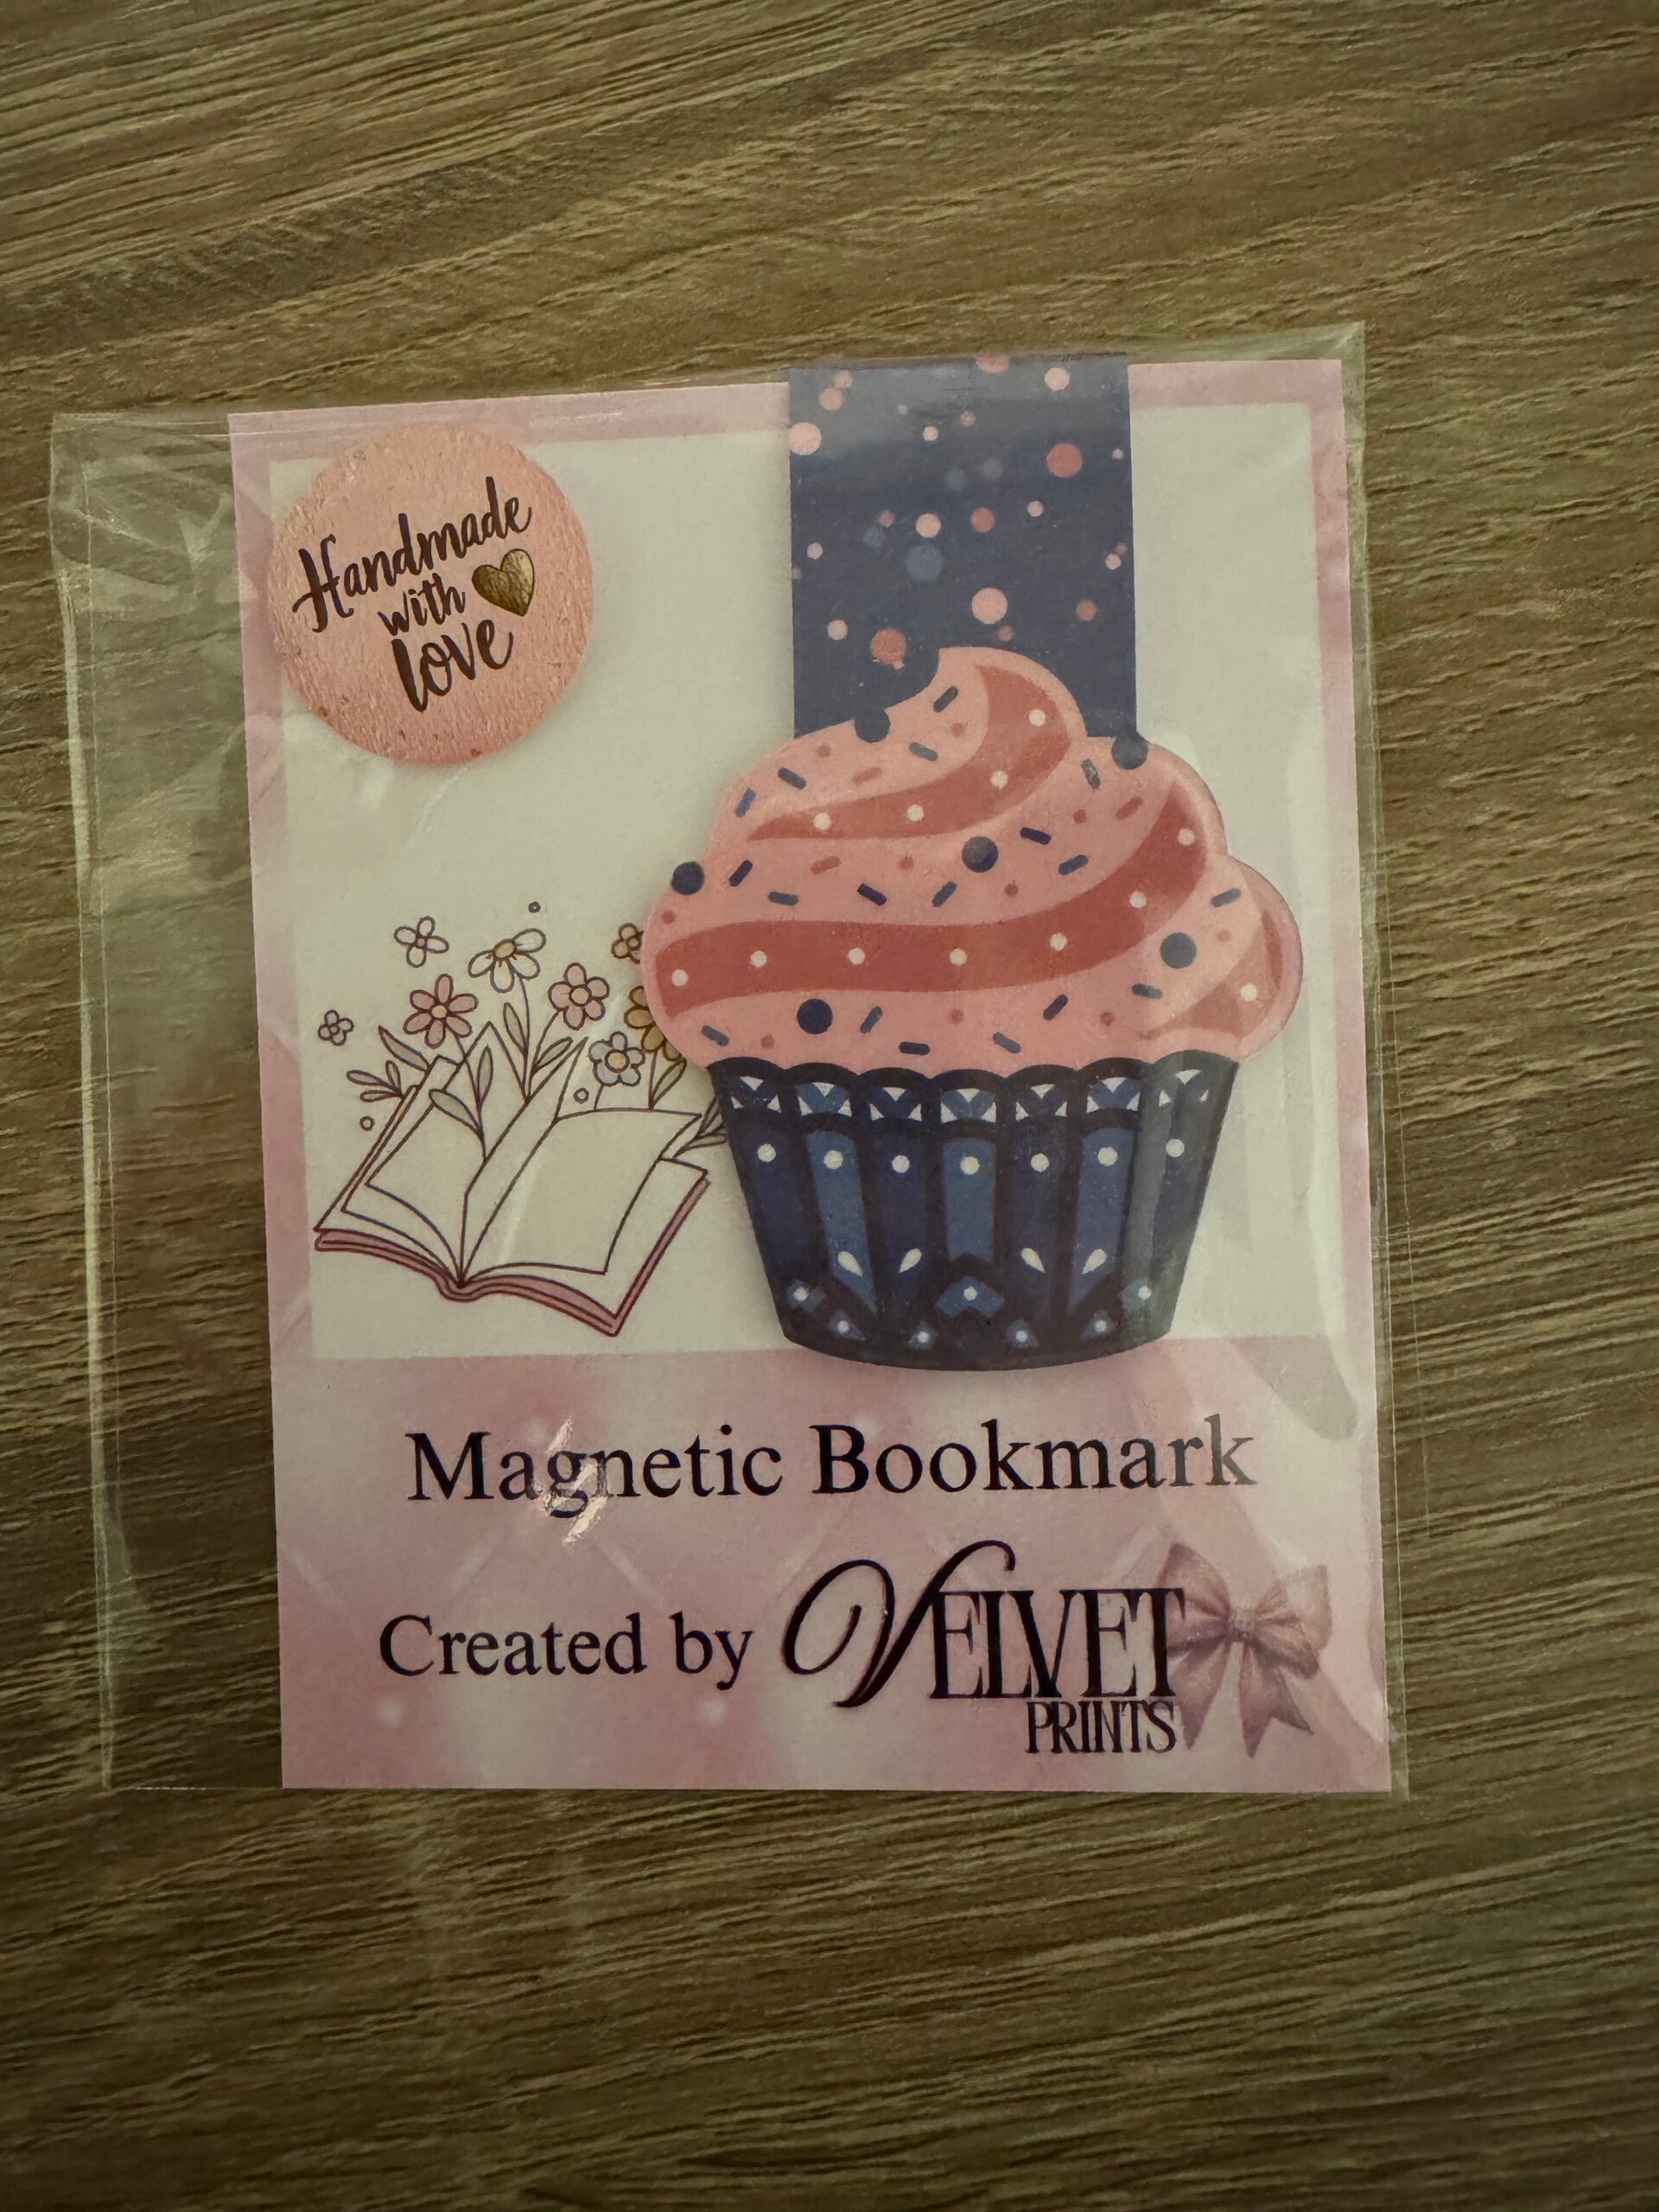 Handmade
with
love
Magnetic Bookmark
Created by VELVET
PRINTS